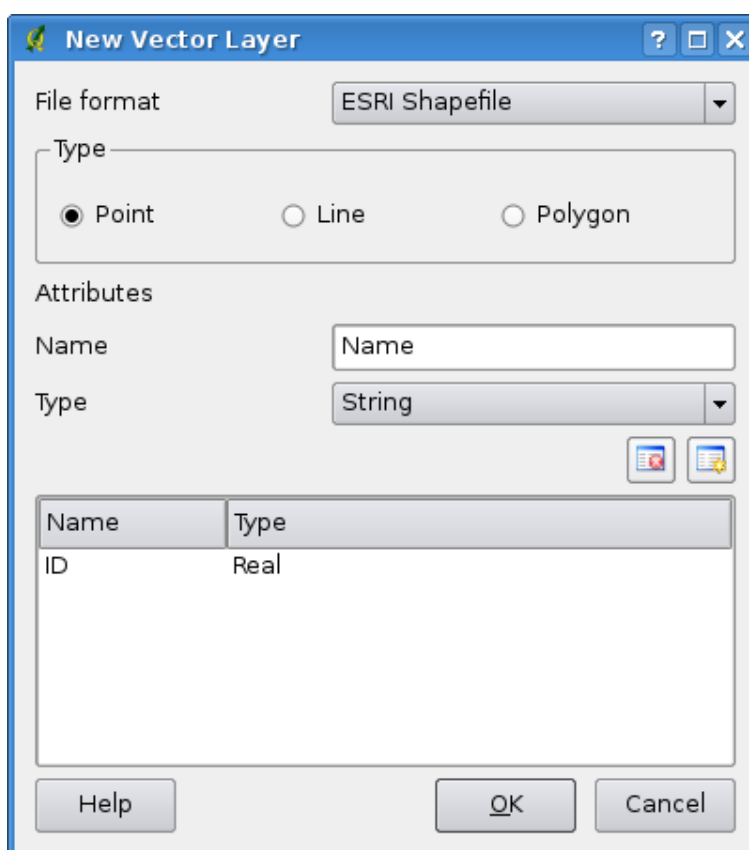 New Vector Layer ?
File format ESRI Shapefile
Type
Point Line Polygon
Attributes
Name Name
Type String
Name Type
ID Real
Help OK Cancel